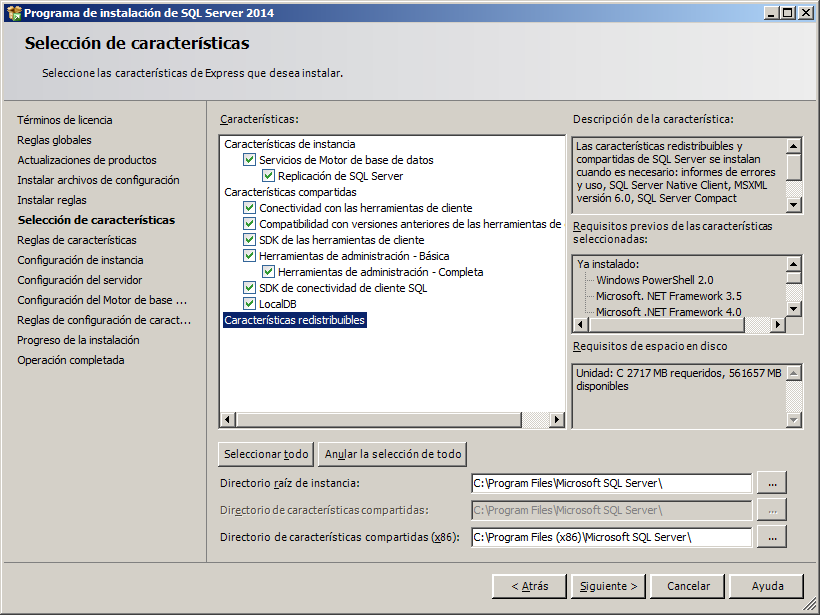 Programa de instalación de SQL Server 2014
Selección de características
Seleccione las características de Express que desea instalar.
Términos de licencia
Reglas globales
Actualizaciones de productos
Instalar archivos de configuración
Instalar reglas
Selección de características
Reglas de características
Configuración de instancia
Configuración del servidor
Configuración del Motor de base ...
Reglas de configuración de caract...
Progreso de la instalación
Operación completada
Características:
Características de instancia
Servicios de Motor de base de datos
Replicación de SQL Server
Características compartidas
Conectividad con las herramientas de cliente
Compatibilidad con versiones anteriores de las herramientas de
SDK de las herramientas de cliente
Herramientas de administración - Básica
Herramientas de administración - Completa
SDK de conectividad de cliente SQL
LocalDB
Características redistribuibles
Descripción de la característica:
Las características redistribuibles y
compartidas de SQL Server se instalan
cuando es necesario: informes de errores
y uso, SQL Server Native Client, MSXML
versión 6.0, SQL Server Compact
Requisitos previos de las características
seleccionadas:
Ya instalado:
Windows PowerShell 2.0
Microsoft. NET Framework 3.5
Microsoft .NET Framework 4.0
Requisitos de espacio en disco
Unidad: C 2717 MB requeridos, 561657 MB
disponibles
Seleccionar todo
Anular la selección de todo
Directorio raíz de instancia:
C:\Program Files\Microsoft SQL Server\
...
Directorio de características compartidas:
C:\Program Files\Microsoft SQL Server\
...
Directorio de características compartidas (x86):
C:\Program Files (x86)\Microsoft SQL Server\
...
< Atrás
Siguiente >
Cancelar
Ayuda